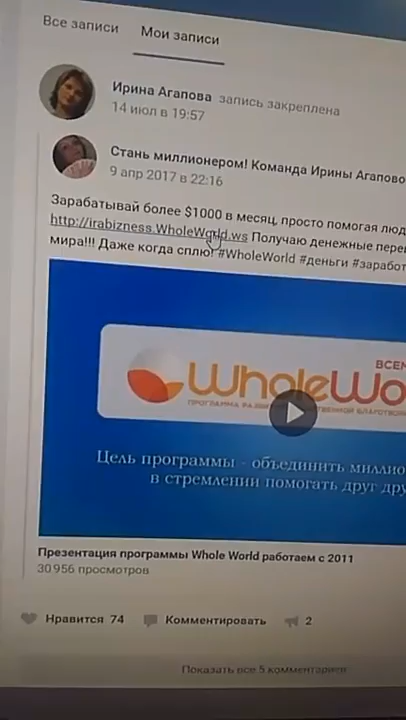 Все записи Мои записи
Ирина Агапова запись закреплена
14 июл в 19:57
Стань миллионером! Команда Ирины Агапово
9 апр 2017 в 22:16
Зарабатывай более $1000 в месяц, просто помогая люд
http://irabizness.WholeWorld.ws Получаю денежные пере
мира!!! Даже когда сплю! #WholeWorld #деньги #заработ
ВСЕМ
WholeWo
ПРОГРАММА БЛАГОТВО
Цель программы - объединить миллио
в стремлении помогать друг дру
Презентация программы Whole World работаем с 2011
30 956 просмотров
Нравится 74 Комментировать 2
Показать все 5 комментариев